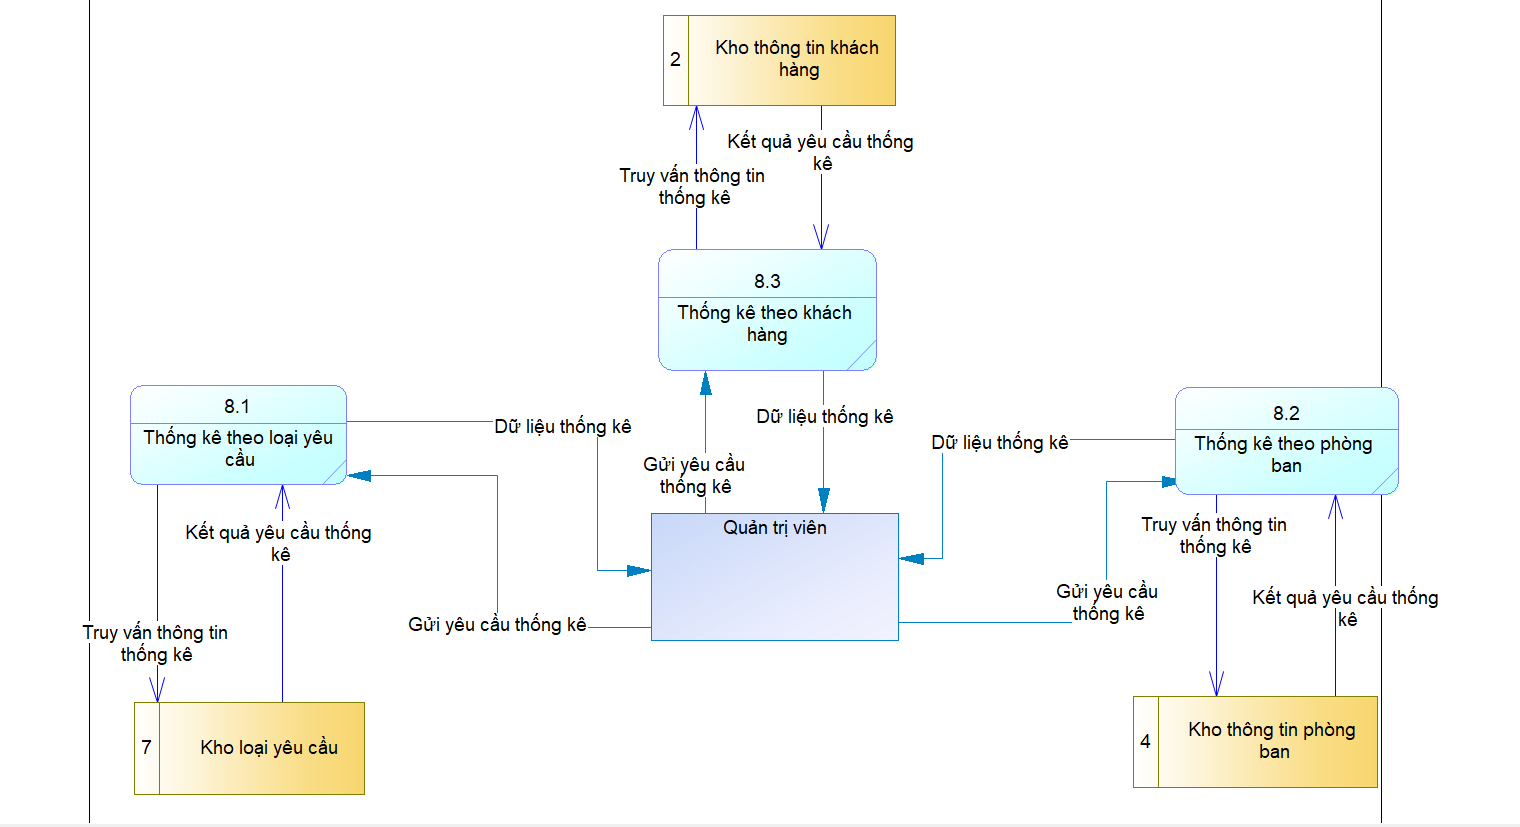 2
Kho thông tin khách
hàng
Kết quả yêu cầu thống
kê
Truy vấn thông tin
thống kê
8.3
Thống kê theo khách
hàng
8.1
Thống kê theo loại yêu
cầu
Dữ liệu thống kê
Dữ liệu thống kê
Dữ liệu thống kê
8.2
Thống kê theo phòng
ban
Gửi yêu cầu
thống kê
Quản trị viên
Kết quả yêu cầu thống
kê
Truy vấn thông tin
thống kê
Gửi yêu cầu thống kê
Gửi yêu cầu
thống kê
Kết quả yêu cầu thống
kê
Truy vấn thông tin
thống kê
7
Kho loại yêu cầu
4
Kho thông tin phòng
ban